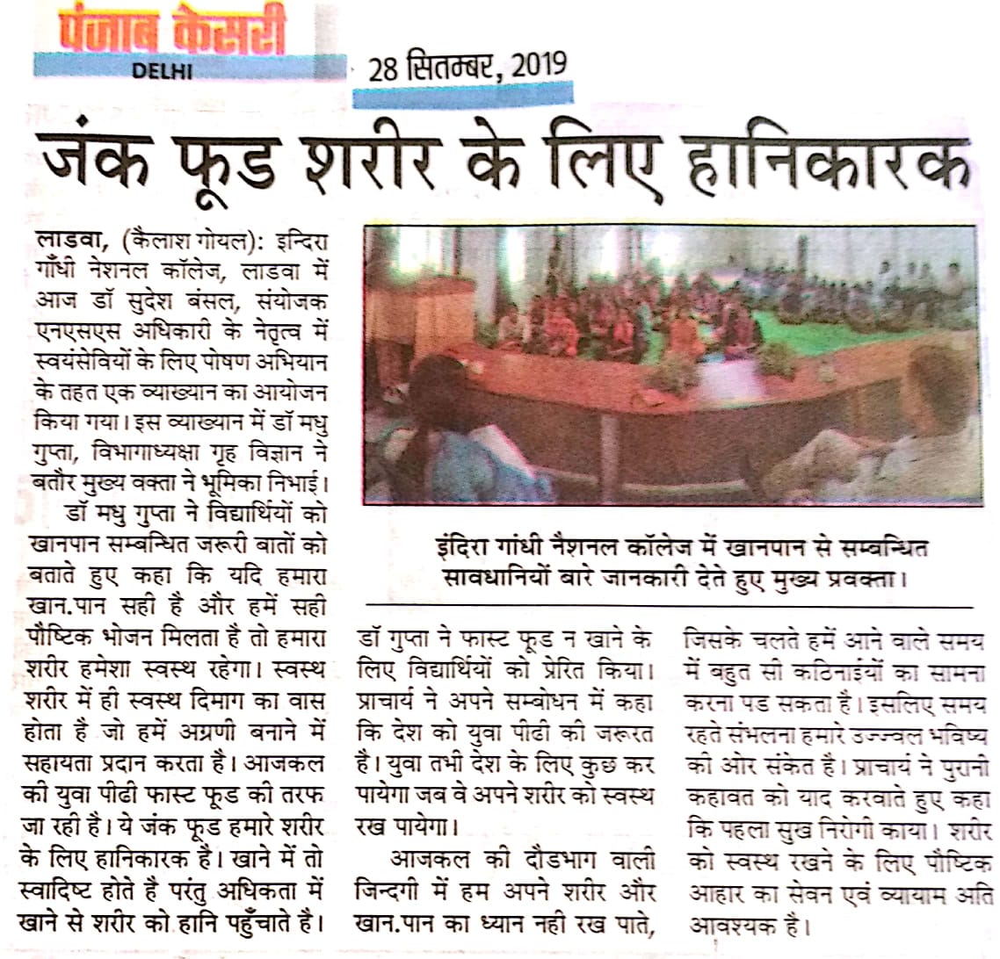 पंजाब केसरी
DELHI
28 सितम्बर, 2019
जंक फूड शरीर के लिए हानिकारक
लाडवा, (कैलाश गोयल): इन्दिरा
गाँधी नेशनल कॉलेज, लाडवा में
आज डॉ सुदेश बंसल, संयोजक
एनएसएस अधिकारी के नेतृत्व में
स्वयंसेवियों के लिए पोषण अभियान
के तहत एक व्याख्यान का आयोजन
किया गया। इस व्याख्यान में डॉ मधु
गुप्ता, विभागाध्यक्षा गृह विज्ञान ने
बतौर मुख्य वक्ता ने भूमिका निभाई।
डॉ मधु गुप्ता ने विद्यार्थियों को
खानपान सम्बन्धित जरूरी बातों को
बताते हुए कहा कि यदि हमारा
खान.पान सही है और हमें सही
पौष्टिक भोजन मिलता है तो हमारा
शरीर हमेशा स्वस्थ रहेगा। स्वस्थ
शरीर में ही स्वस्थ दिमाग का वास
होता है जो हमें अग्रणी बनाने में
सहायता प्रदान करता है। आजकल
की युवा पीढी फास्ट फूड की तरफ
जा रही है। ये जंक फूड हमारे शरीर
के लिए हानिकारक है। खाने में तो
स्वादिष्ट होते है परंतु अधिकता में
खाने से शरीर को हानि पहुँचाते है।
इंदिरा गांधी नैशनल कॉलेज में खानपान से सम्बन्धित
सावधानियों बारे जानकारी देते हुए मुख्य प्रवक्ता।
डॉ गुप्ता ने फास्ट फूड न खाने के
लिए विद्यार्थियों को प्रेरित किया।
प्राचार्य ने अपने सम्बोधन में कहा
कि देश को युवा पीढी की जरूरत
है। युवा तभी देश के लिए कुछ कर
पायेगा जब वे अपने शरीर को स्वस्थ
रख पायेगा।
आजकल की दौडभाग वाली
जिन्दगी में हम अपने शरीर और
खान.पान का ध्यान नही रख पाते,
जिसके चलते हमें आने वाले समय
में बहुत सी कठिनाईयों का सामना
करना पड सकता है। इसलिए समय
रहते संभलना हमारे उज्ज्वल भविष्य
की ओर संकेत है। प्राचार्य ने पुरानी
कहावत को याद करवाते हुए कहा
कि पहला सुख निरोगी काया। शरीर
को स्वस्थ रखने के लिए पौष्टिक
आहार का सेवन एवं व्यायाम अति
आवश्यक है।